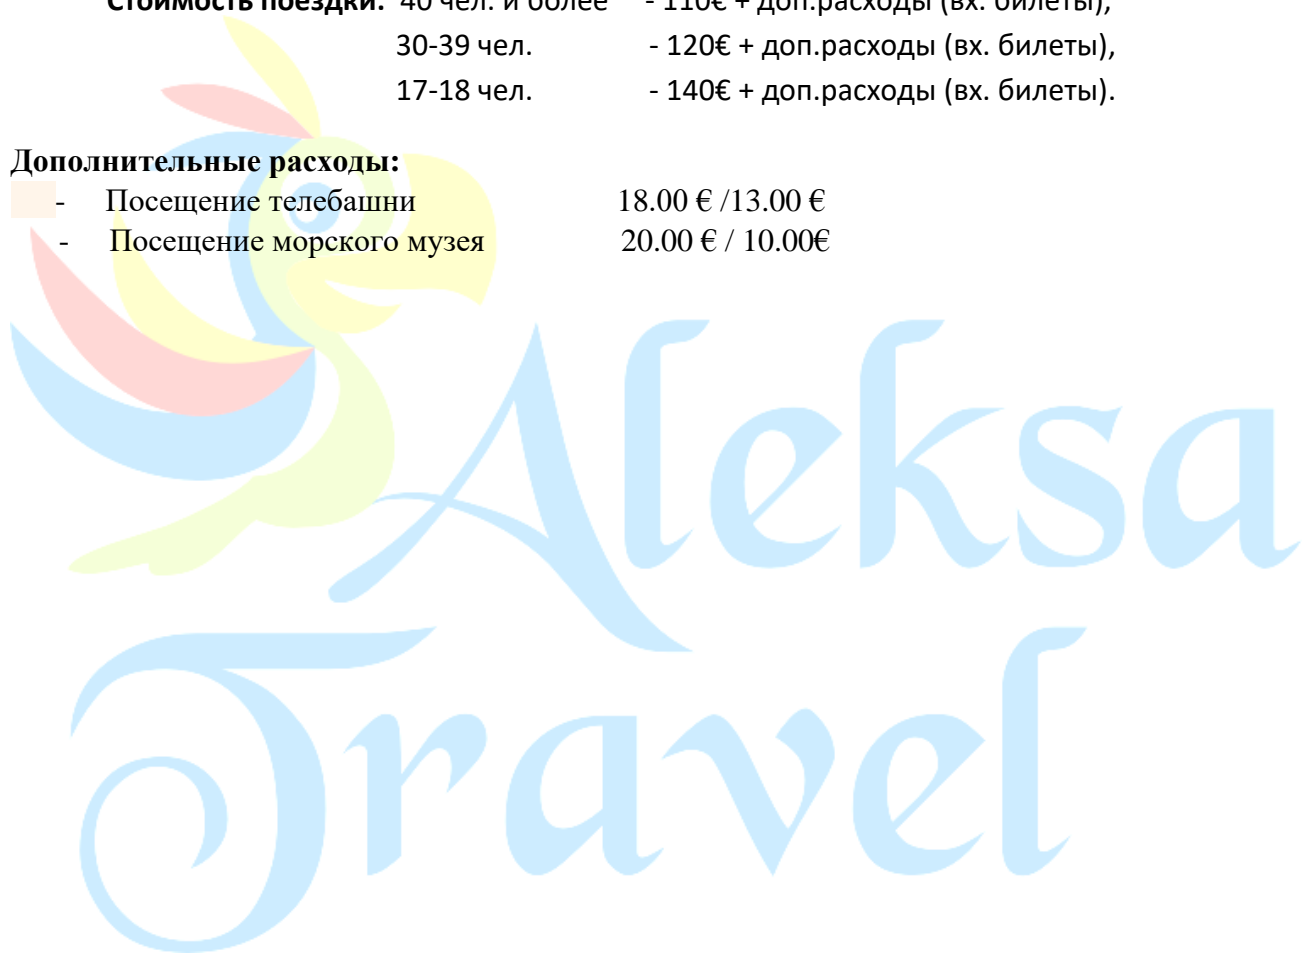 Стоимость поездки: 40 чел. и более - 110€ + доп.расходы (вх. билеты),
30-39 чел. - 120€ + доп.расходы (вх. билеты),
17-18 чел. - 140€ + доп.расходы (вх. билеты).
Дополнительные расходы:
- Посещение телебашни 18.00 € /13.00 €
- Посещение морского музея 20.00 € / 10.00€
Aleksa
Travel